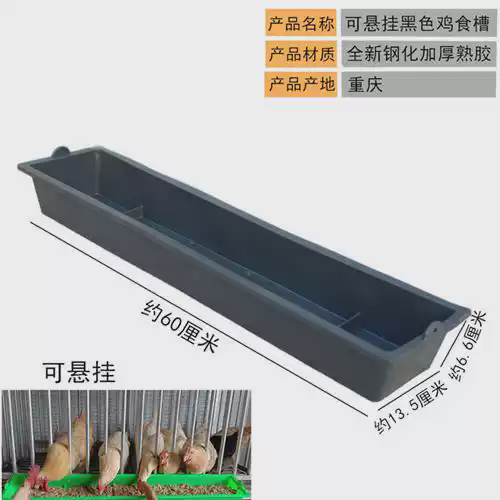 产品名称 可悬挂黑色鸡食槽
产品材质 全新钢化加厚熟胶
产品产地 重庆
约60厘米
约6.6厘米
约13.5厘米
可悬挂